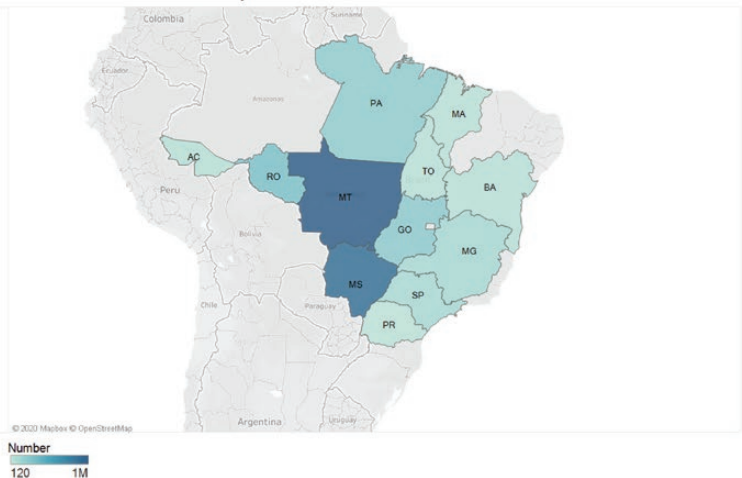 Colombia
Suriname
Ecuador
Amazonas
PA
MA
AC
RO
MT
TO
BA
Peru
GO
Bolivia
MG
MS
SP
Chile
Paraguay
PR
© 2020 Mapbox © OpenStreetMap
Argentina
Uruguay
Number
120 1M